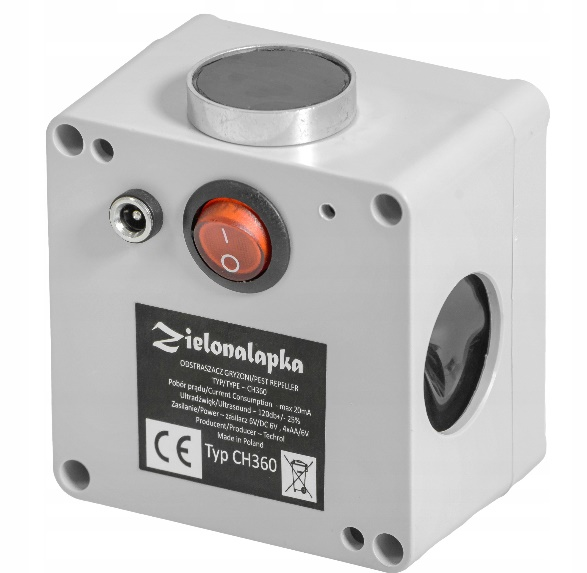 Zielonalapka
ODSTRASZACZ GRYZONI/PEST REPELLER
TYP/TYPE – CH360
Pobór prądu/Current Consumption – max 20mA
Ultradźwięk/Ultrasound – 120db+/- 25%
Zasilanie/Power – zasilacz 6V/DC 6V , 4xAA/6V
Producent/Producer – Techrol
Made in Poland
CE Typ CH360